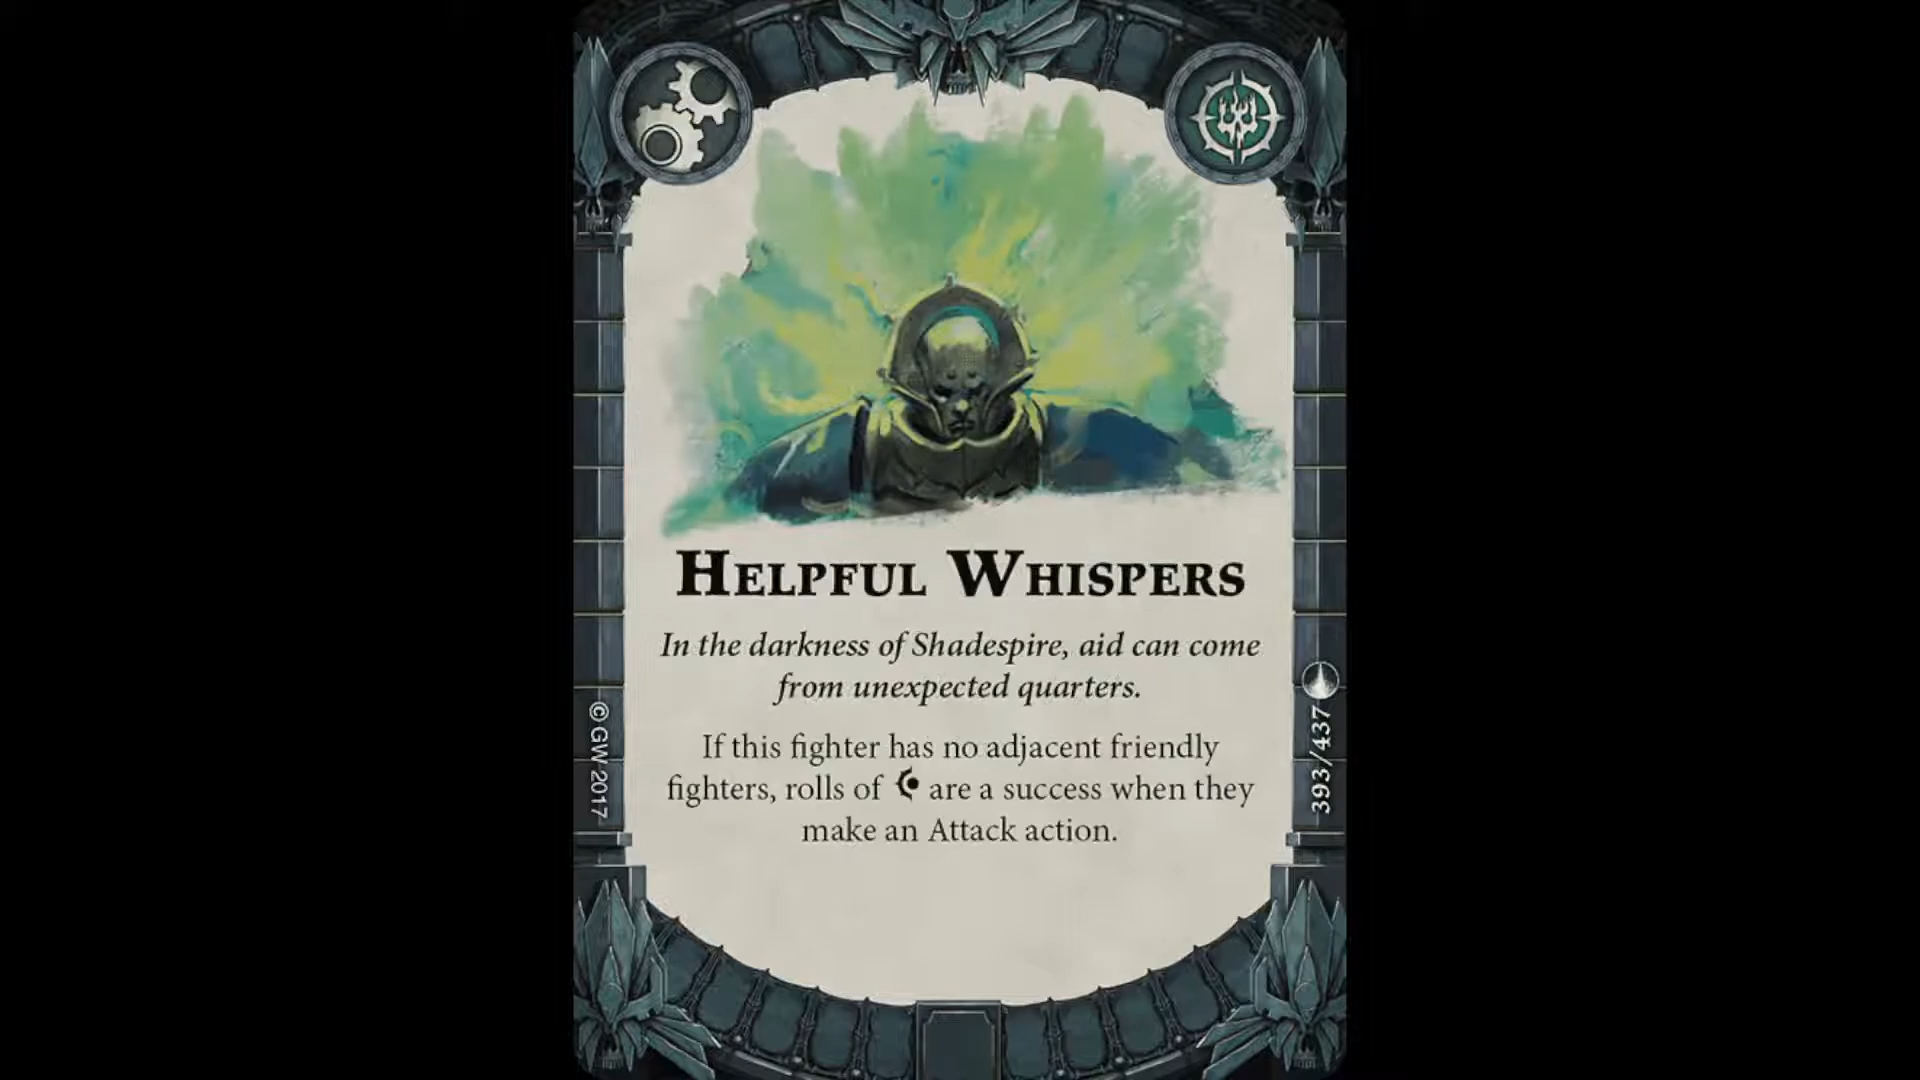 HELPFUL WHISPERS
In the darkness of Shadespire, aid can come
from unexpected quarters.
If this fighter has no adjacent friendly
fighters, rolls of are a success when they
make an Attack action.
© GW 2017
393/437